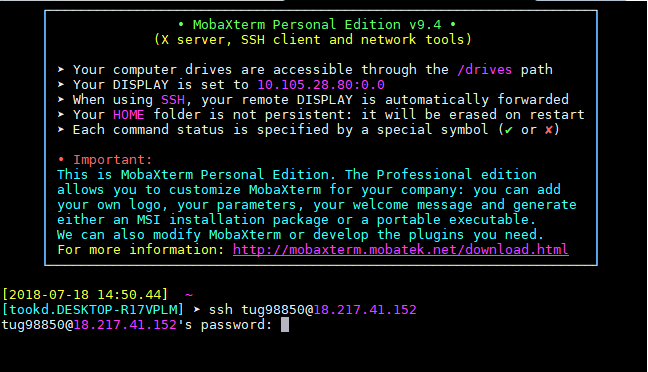 • MobaXterm Personal Edition v9.4 •
(X server, SSH client and network tools)
➤ Your computer drives are accessible through the /drives path
➤ Your DISPLAY is set to 10.105.28.80:0.0
➤ When using SSH, your remote DISPLAY is automatically forwarded
➤ Your HOME folder is not persistent: it will be erased on restart
➤ Each command status is specified by a special symbol (✔ or ✘)
• Important:
This is MobaXterm Personal Edition. The Professional edition
allows you to customize MobaXterm for your company: you can add
your own logo, your parameters, your welcome message and generate
either an MSI installation package or a portable executable.
We can also modify MobaXterm or develop the plugins you need.
For more information: http://mobaxterm.mobatek.net/download.html
[2018-07-18 14:50.44]  ~
[tookd.DESKTOP-R17VPLM] ➤ ssh tug98850@18.217.41.152
tug98850@18.217.41.152's password: